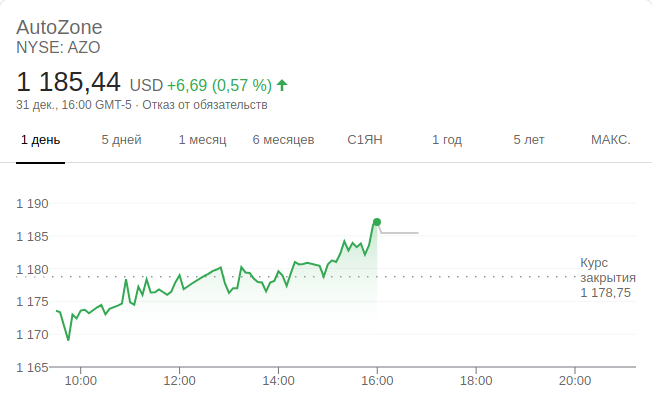 AutoZone
NYSE: AZO
1 185,44 USD +6,69 (0,57 %)
31 дек., 16:00 GMT-5 · Отказ от обязательств
1 день 5 дней 1 месяц 6 месяцев С1ЯН 1 год 5 лет МАКС.
1 190
1 185
1 180
1 175
1 170
1 165
Курс
закрытия
1 178,75
10:00 12:00 14:00 16:00 18:00 20:00